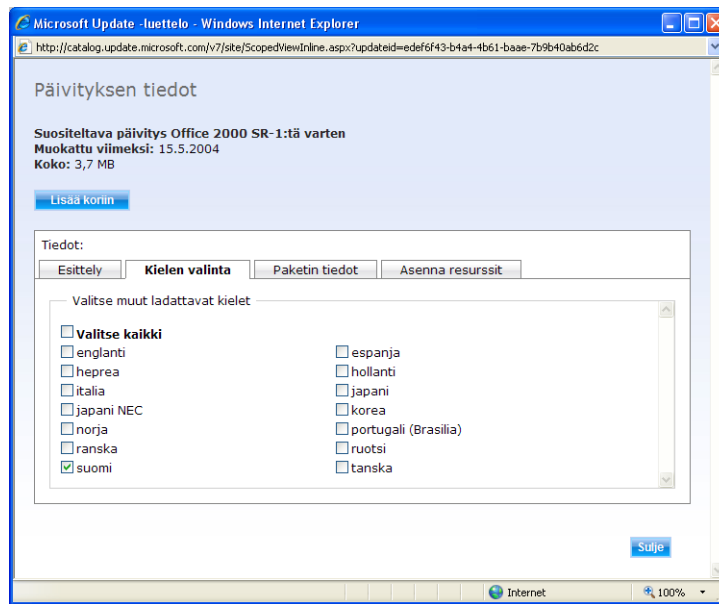 Microsoft Update -luettelo - Windows Internet Explorer
http://catalog.update.microsoft.com/v7/site/ScopedViewInline.aspx?updateid=edef6f43-b4a4-4b61-baae-7b9b40ab6d2c
Päivityksen tiedot
Suositeltava päivitys Office 2000 SR-1:tä varten
Muokattu viimeksi: 15.5.2004
Koko: 3,7 MB
Lisää koriin
Tiedot:
Esittely Kielen valinta Paketin tiedot Asenna resurssit
Valitse muut ladattavat kielet
Valitse kaikki
englanti espanja
heprea hollanti
italia japani
japani NEC korea
norja portugali (Brasilia)
ranska ruotsi
suomi tanska
Sulje
Internet 100%